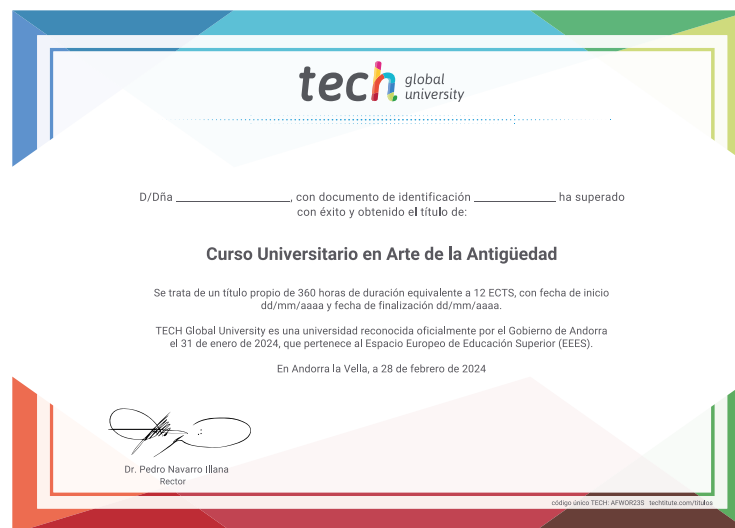 tech global
university
D/Dña ________________, con documento de identificación ____________ ha superado
con éxito y obtenido el título de:
Curso Universitario en Arte de la Antigüedad
Se trata de un título propio de 360 horas de duración equivalente a 12 ECTS, con fecha de inicio
dd/mm/aaaa y fecha de finalización dd/mm/aaaa.
TECH Global University es una universidad reconocida oficialmente por el Gobierno de Andorra
el 31 de enero de 2024, que pertenece al Espacio Europeo de Educación Superior (EEES).
En Andorra la Vella, a 28 de febrero de 2024
Dr. Pedro Navarro Illana
Rector
código único TECH: AFWOR23S techtitute.com/titulos